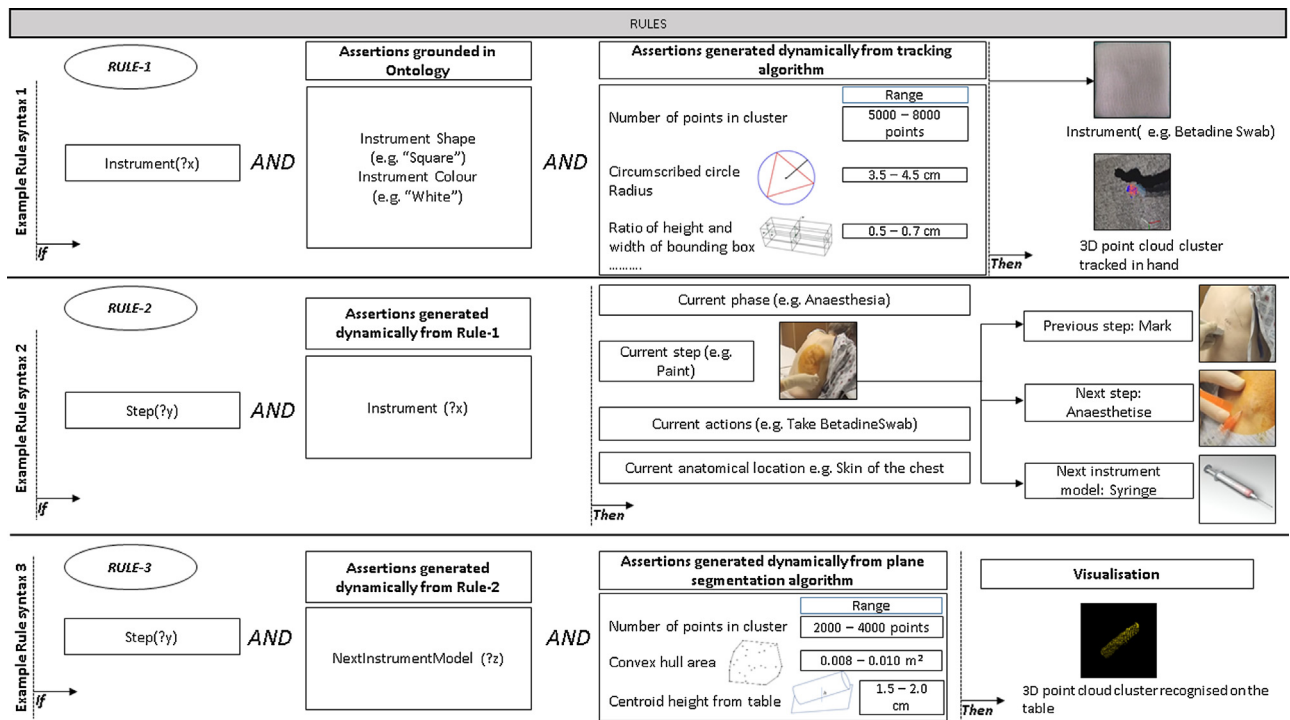 RULES
Example Rule syntax 1
RULE-1
If
Instrument(?x)
AND
Assertions grounded in
Ontology
Instrument Shape
(e.g. “Square”)
Instrument Colour
(e.g. “White”)
AND
Assertions generated dynamically from tracking
algorithm
Range
Number of points in cluster
5000 – 8000
points
Circumscribed circle
Radius
3.5 – 4.5 cm
Ratio of height and
width of bounding box
0.5 – 0.7 cm
..........
Then
Instrument( e.g. Betadine Swab)
3D point cloud cluster
tracked in hand
Example Rule syntax 2
RULE-2
If
Step(?y)
AND
Assertions generated
dynamically from Rule-1
Instrument (?x)
Then
Current phase (e.g. Anaesthesia)
Current step (e.g.
Paint)
Current actions (e.g. Take BetadineSwab)
Current anatomical location e.g. Skin of the chest
Previous step: Mark
Next step:
Anaesthetise
Next instrument
model: Syringe
Example Rule syntax 3
RULE-3
If
Step(?y)
AND
Assertions generated
dynamically from Rule-2
NextInstrumentModel (?z)
AND
Assertions generated dynamically from plane
segmentation algorithm
Range
Number of points in cluster
2000 – 4000 points
Convex hull area
0.008 – 0.010 m²
Centroid height from table
1.5 – 2.0
cm
Then
Visualisation
3D point cloud cluster recognised on the
table